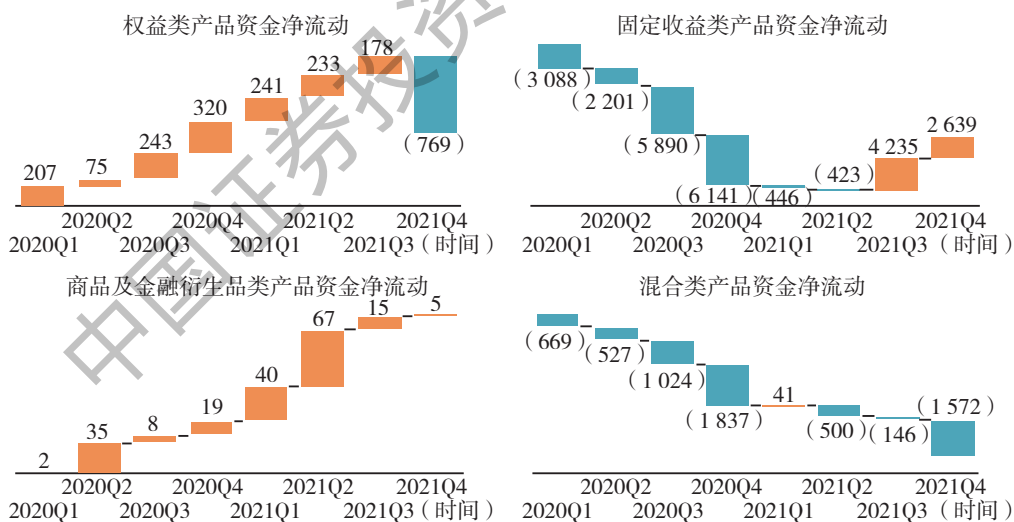 权益类产品资金净流动
207
75
243
320
241
233
178
（769）
2020Q1
2020Q2
2020Q3
2020Q4
2021Q1
2021Q2
2021Q3
2021Q4
（时间）
固定收益类产品资金净流动
（3 088）
（2 201）
（5 890）
（6 141）
（446）
（423）
4 235
2 639
2020Q1
2020Q2
2020Q3
2020Q4
2021Q1
2021Q2
2021Q3
2021Q4
（时间）
商品及金融衍生品类产品资金净流动
2
35
8
19
40
67
15
5
2020Q1
2020Q2
2020Q3
2020Q4
2021Q1
2021Q2
2021Q3
2021Q4
（时间）
混合类产品资金净流动
（669）
（527）
（1 024）
（1 837）
41
（500）
（146）
（1 572）
2020Q1
2020Q2
2020Q3
2020Q4
2021Q1
2021Q2
2021Q3
2021Q4
（时间）
中国证券投资